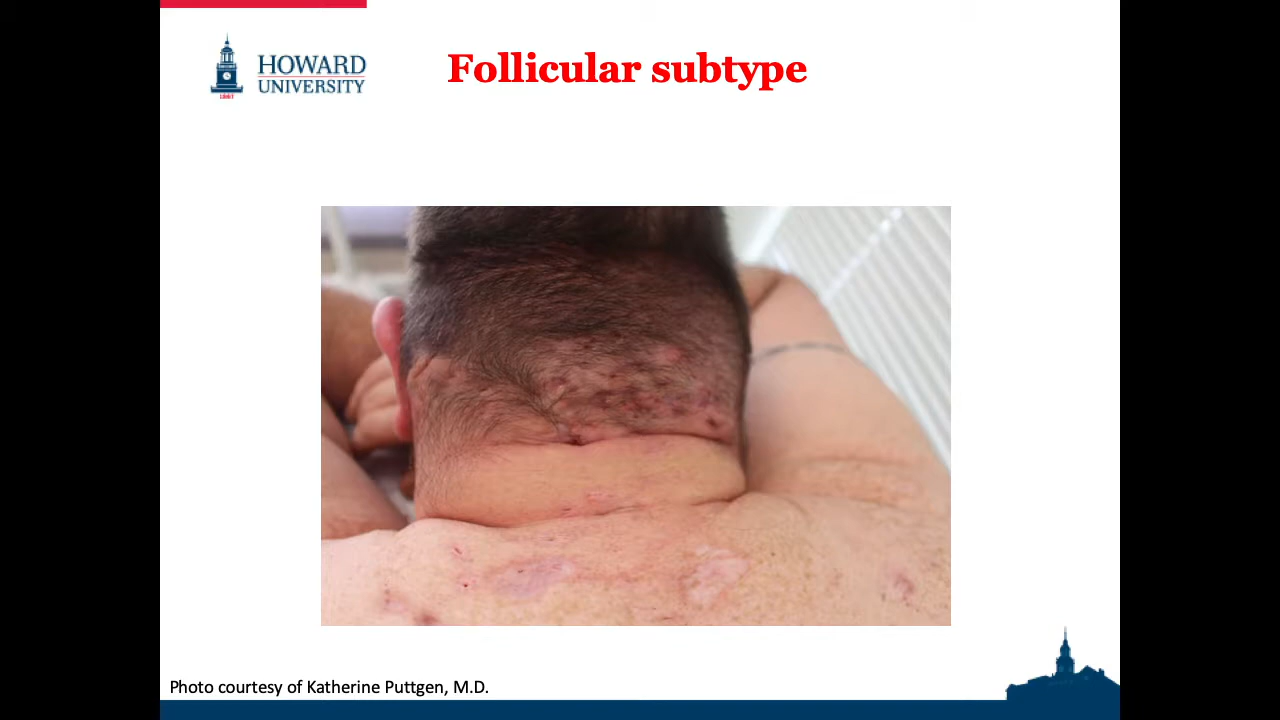 HOWARD
UNIVERSITY
Follicular subtype
Photo courtesy of Katherine Puttgen, M.D.